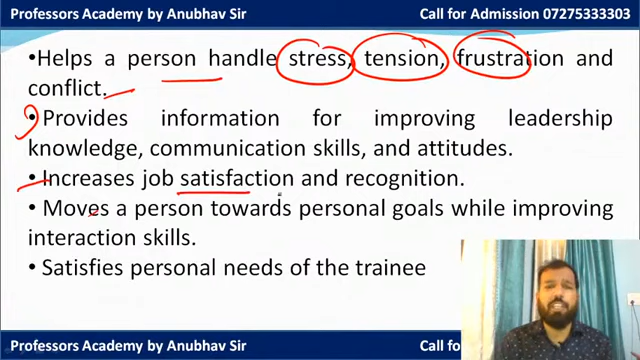 Professors Academy by Anubhav Sir Call for Admission 07275333303
•Helps a person handle stress, tension, frustration and
conflict.
•Provides information for improving leadership
knowledge, communication skills, and attitudes.
•Increases job satisfaction and recognition.
•Moves a person towards personal goals while improving
interaction skills.
•Satisfies personal needs of the trainee
Professors Academy by Anubhav Sir Call fo